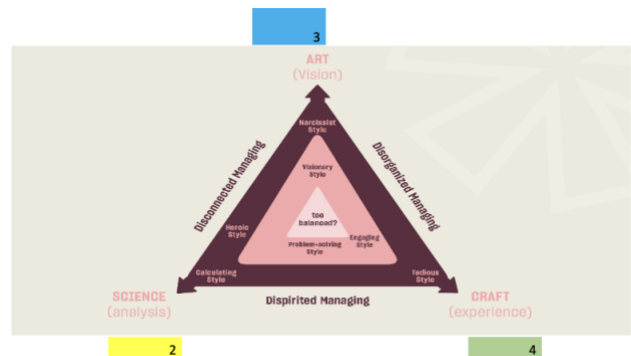 3
ART
(Vision)
Narcissist
Style
Disconnected Managing
Disorganized Managing
Visionary
Style
too
balanced?
Heroic
Style
Problem-solving
Style
Engaging
Style
Calculating
Style
Tedious
Style
SCIENCE
(analysis)
Dispirited Managing
CRAFT
(experience)
2
4